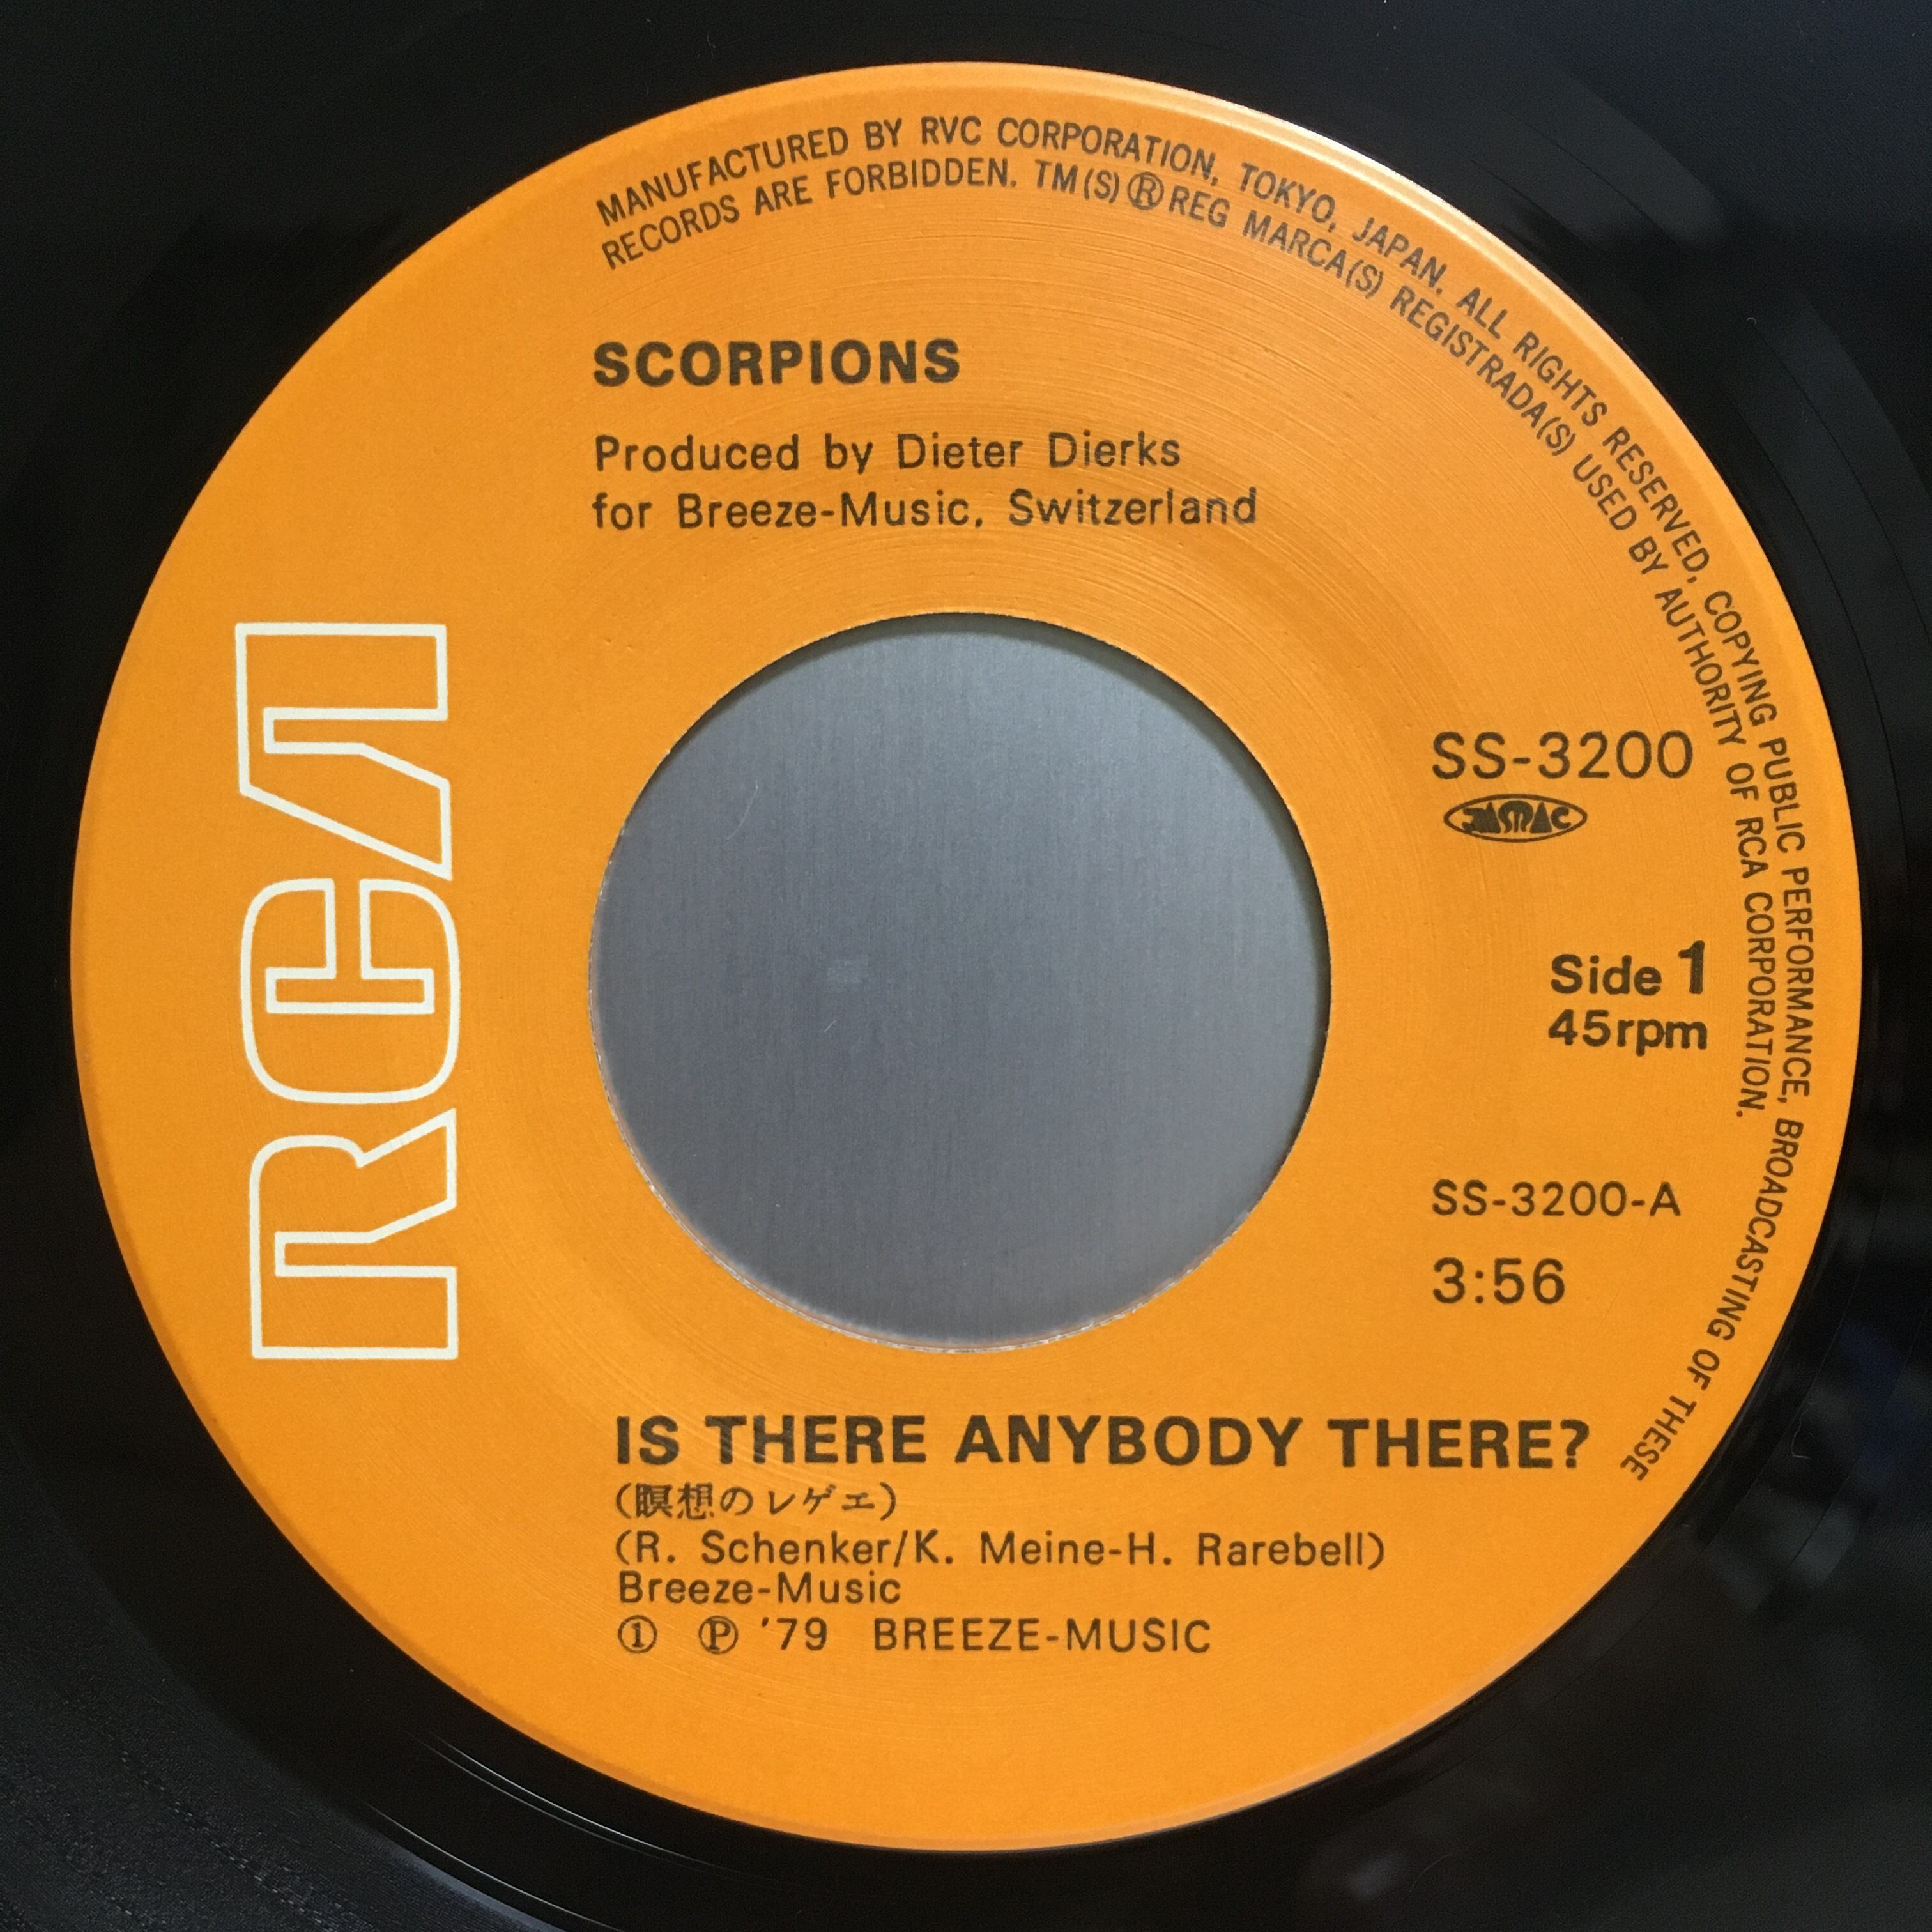 MANUFACTURED BY RVC CORPORATION, TOKYO, JAPAN. ALL RIGHTS RESERVED, COPYING PUBLIC PERFORMANCE, BROADCASTING OF THESE
RECORDS ARE FORBIDDEN. TM(S)®REG MARCA(S) REGISTRADA(S) USED BY AUTHORITY OF RCA CORPORATION.
SCORPIONS
Produced by Dieter Dierks
for Breeze-Music, Switzerland
RCA
SS-3200
JASRAC
Side 1
45rpm
SS-3200-A
3:56
IS THERE ANYBODY THERE?
(瞑想のレゲエ)
(R. Schenker/K. Meine-H. Rarebell)
Breeze-Music
① Ⓟ '79 BREEZE-MUSIC